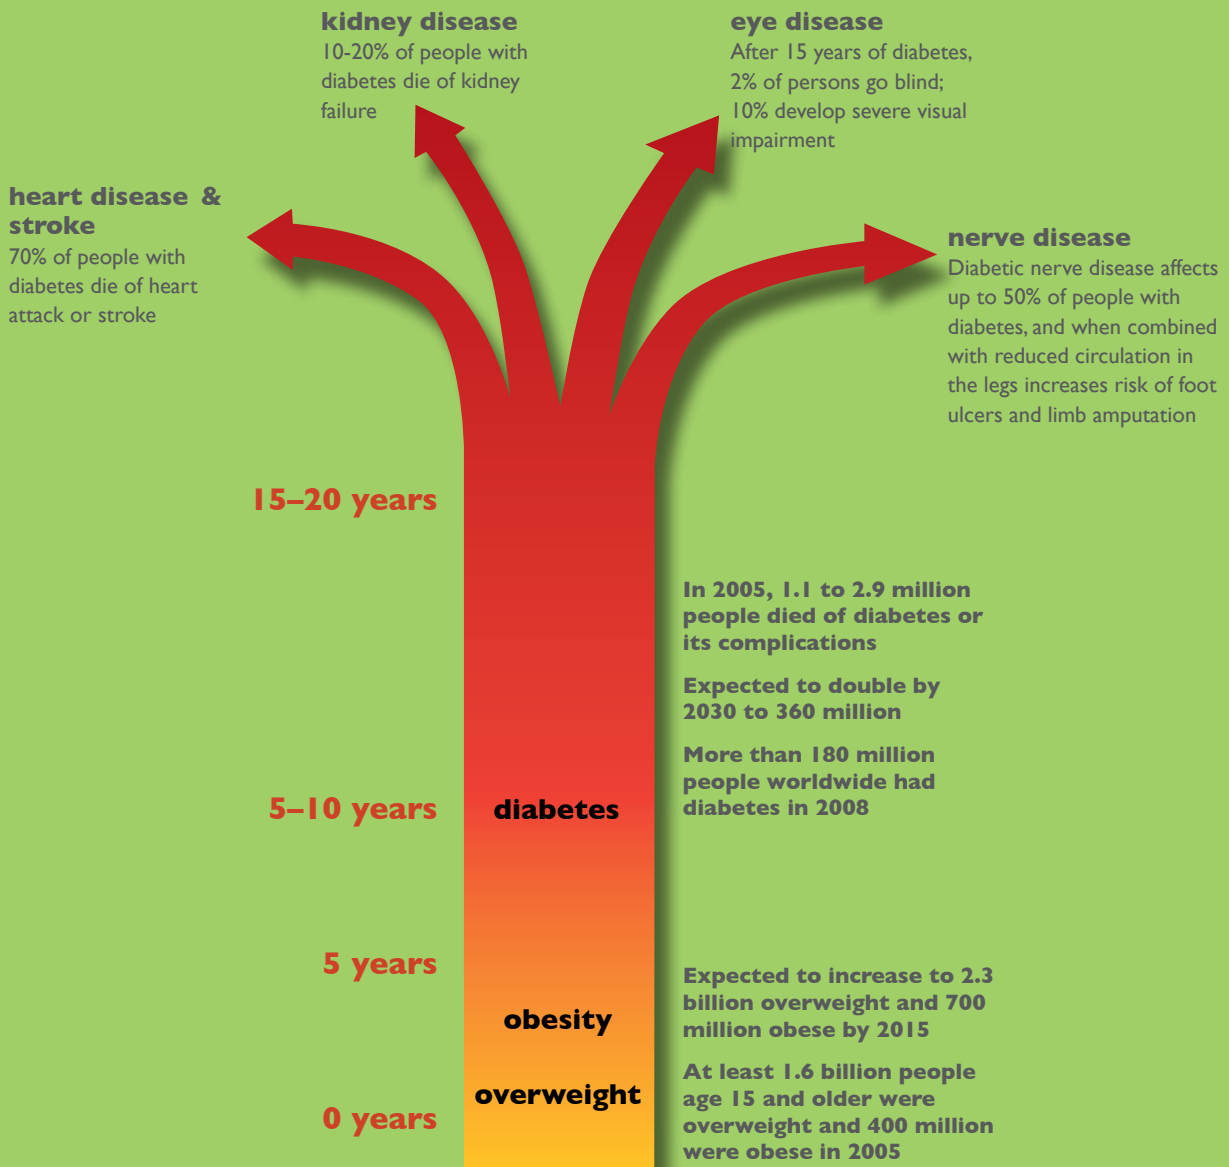 kidney disease
10-20% of people with
diabetes die of kidney
failure
eye disease
After 15 years of diabetes,
2% of persons go blind;
10% develop severe visual
impairment
heart disease &
stroke
70% of people with
diabetes die of heart
attack or stroke
nerve disease
Diabetic nerve disease affects
up to 50% of people with
diabetes, and when combined
with reduced circulation in
the legs increases risk of foot
ulcers and limb amputation
15–20 years
In 2005, 1.1 to 2.9 million
people died of diabetes or
its complications
Expected to double by
2030 to 360 million
More than 180 million
people worldwide had
diabetes in 2008
5–10 years
diabetes
5 years
obesity
Expected to increase to 2.3
billion overweight and 700
million obese by 2015
overweight
0 years
At least 1.6 billion people
age 15 and older were
overweight and 400 million
were obese in 2005